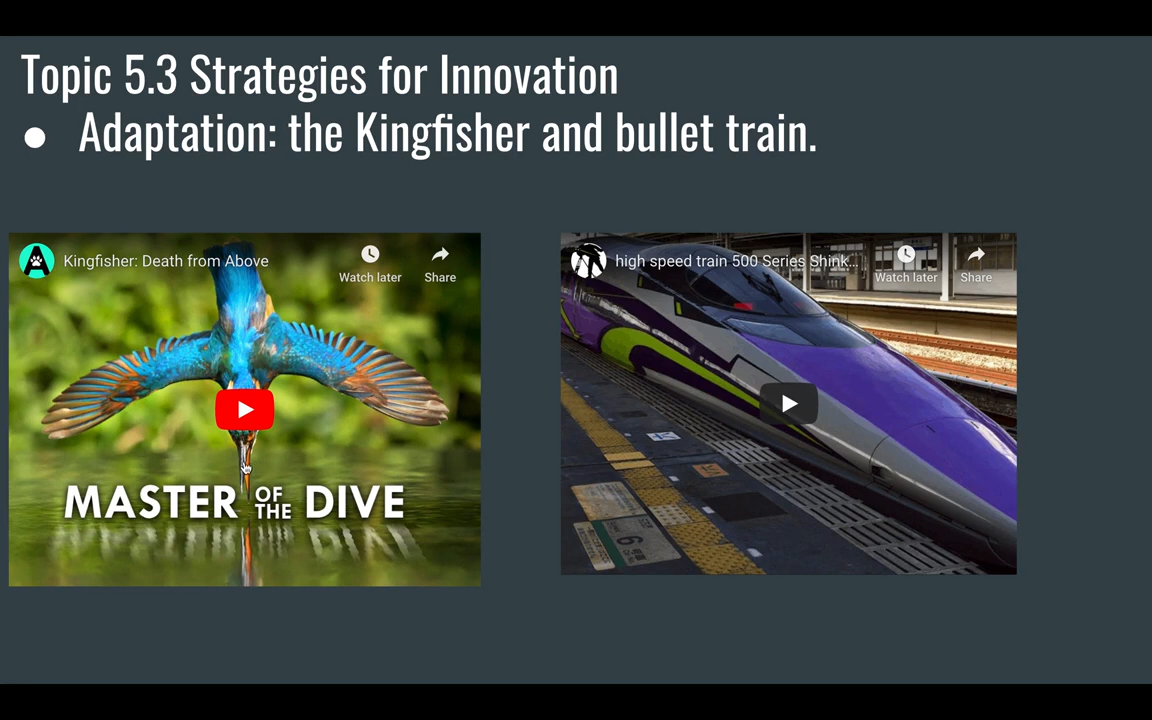 Topic 5.3 Strategies for Innovation
● Adaptation: the Kingfisher and bullet train.
Kingfisher: Death from Above
Watch later
Share
MASTER OF THE DIVE
high speed train 500 Series Shink...
Watch later
Share
6